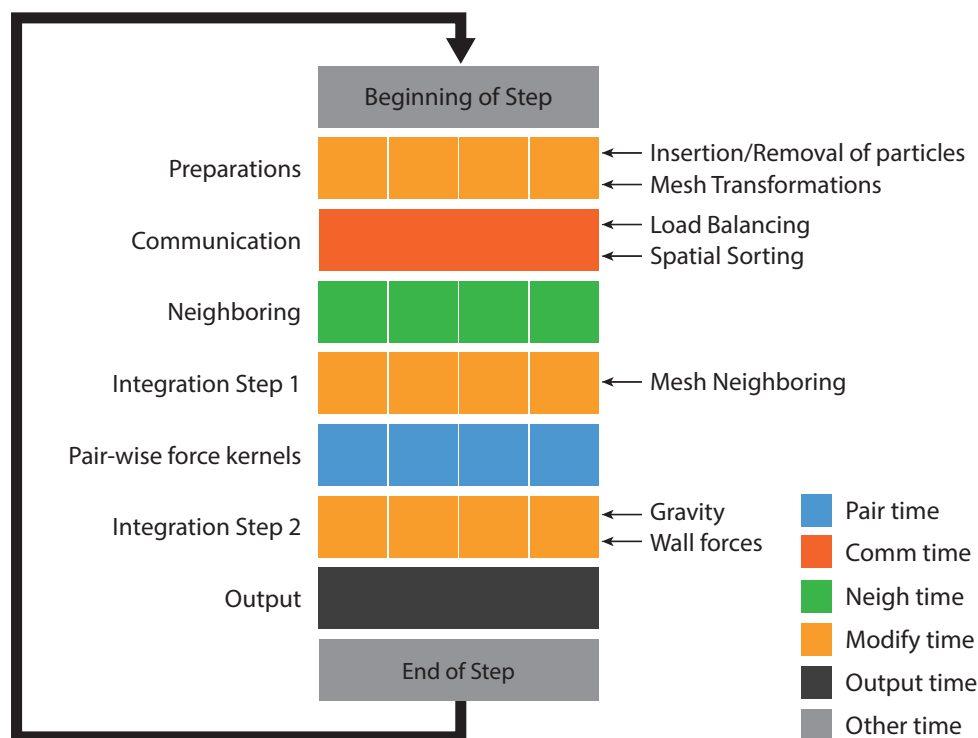 Beginning of Step
Preparations
Insertion/Removal of particles
Mesh Transformations
Communication
Load Balancing
Spatial Sorting
Neighboring
Integration Step 1
Mesh Neighboring
Pair-wise force kernels
Integration Step 2
Gravity
Wall forces
Output
End of Step
Pair time
Comm time
Neigh time
Modify time
Output time
Other time